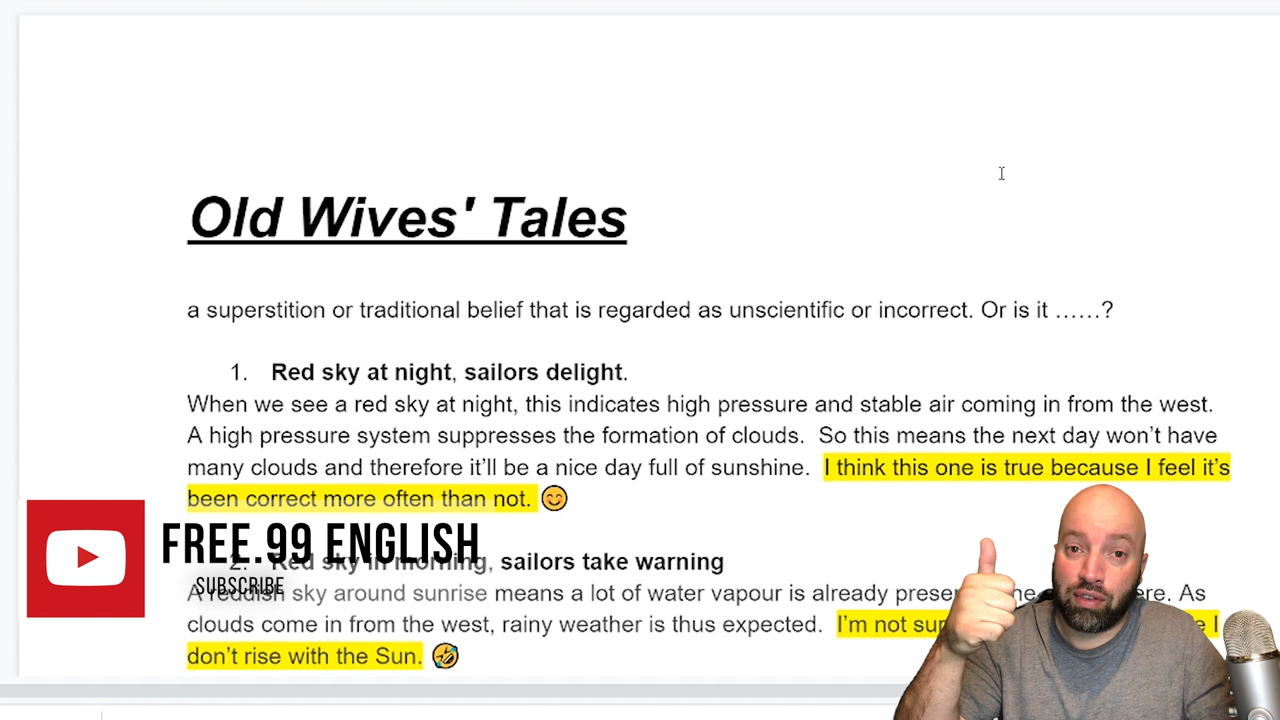 Old Wives' Tales
a superstition or traditional belief that is regarded as unscientific or incorrect. Or is it ……?
1. Red sky at night, sailors delight.
When we see a red sky at night, this indicates high pressure and stable air coming in from the west.
A high pressure system suppresses the formation of clouds. So this means the next day won't have
many clouds and therefore it'll be a nice day full of sunshine. I think this one is true because I feel it's
been correct more often than not. 😊
FREE.99 ENGLISH
SUBSCRIBE
2. Red sky in morning, sailors take warning
A reddish sky around sunrise means a lot of water vapour is already ere. As
clouds come in from the west, rainy weather is thus expected. I'm not I
don't rise with the Sun. 🤣